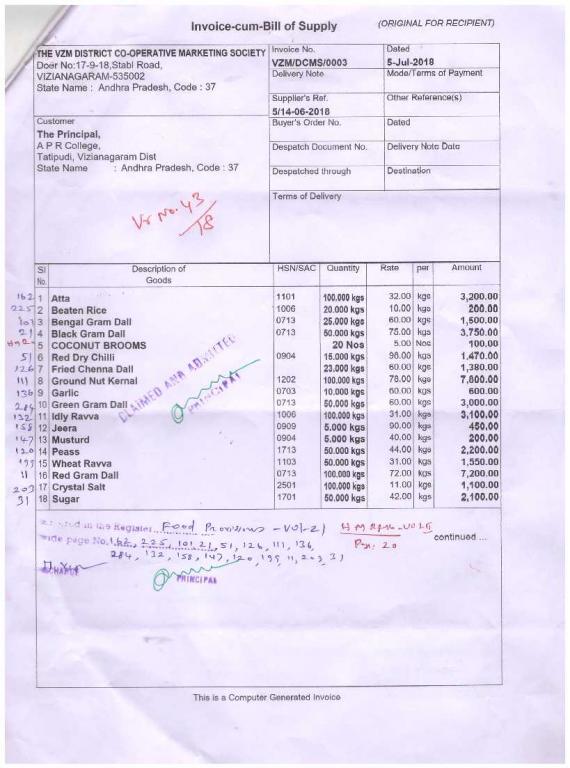 Invoice-cum-Bill of Supply
(ORIGINAL FOR RECIPIENT)
THE VZM DISTRICT CO-OPERATIVE MARKETING SOCIETY
Door No:17-9-18,Stabl Road,
VIZIANAGARAM-535002
State Name : Andhra Pradesh, Code : 37
Invoice No. Dated
VZM/DCMS/0003 5-Jul-2018
Delivery Note Mode/Terms of Payment
Supplier's Ref. Other Reference(s)
5/14-06-2018
Customer
The Principal,
A P R College,
Tatipudi, Vizianagaram Dist
State Name : Andhra Pradesh, Code : 37
Buyer's Order No. Dated
Despatch Document No. Delivery Note Date
Despatched through Destination
Terms of Delivery
Vr No. 43/18
Sl No. Description of Goods HSN/SAC Quantity Rate per Amount
162 1 Atta 1101 100.000 kgs 32.00 kgs 3,200.00
225 2 Beaten Rice 1006 20.000 kgs 10.00 kgs 200.00
101 3 Bengal Gram Dall 0713 25.000 kgs 60.00 kgs 1,500.00
21 4 Black Gram Dall 0713 50.000 kgs 75.00 kgs 3,750.00
5 COCONUT BROOMS 20 Nos 5.00 Nos 100.00
51 6 Red Dry Chilli 0904 15.000 kgs 98.00 kgs 1,470.00
126 7 Fried Chenna Dall 23.000 kgs 60.00 kgs 1,380.00
111 8 Ground Nut Kernal 1202 100.000 kgs 78.00 kgs 7,800.00
136 9 Garlic 0703 10.000 kgs 60.00 kgs 600.00
284 10 Green Gram Dall 0713 50.000 kgs 60.00 kgs 3,000.00
132 11 Idly Ravva 1006 100.000 kgs 31.00 kgs 3,100.00
158 12 Jeera 0909 5.000 kgs 90.00 kgs 450.00
147 13 Musturd 0904 5.000 kgs 40.00 kgs 200.00
120 14 Peass 1713 50.000 kgs 44.00 kgs 2,200.00
195 15 Wheat Ravva 1103 50.000 kgs 31.00 kgs 1,550.00
11 16 Red Gram Dall 0713 100.000 kgs 72.00 kgs 7,200.00
203 17 Crystal Salt 2501 100.000 kgs 11.00 kgs 1,100.00
31 18 Sugar 1701 50.000 kgs 42.00 kgs 2,100.00
CLAIMED AND ADMITTED
PRINCIPAL
in the Register Food Provisions - Vol-21
page No. 162, 225, 101, 21, 51, 126, 111, 136,
Pg. 20
continued ...
284, 132, 158, 147, 120, 195, 11, 203, 31
PRINCIPAL
This is a Computer Generated Invoice